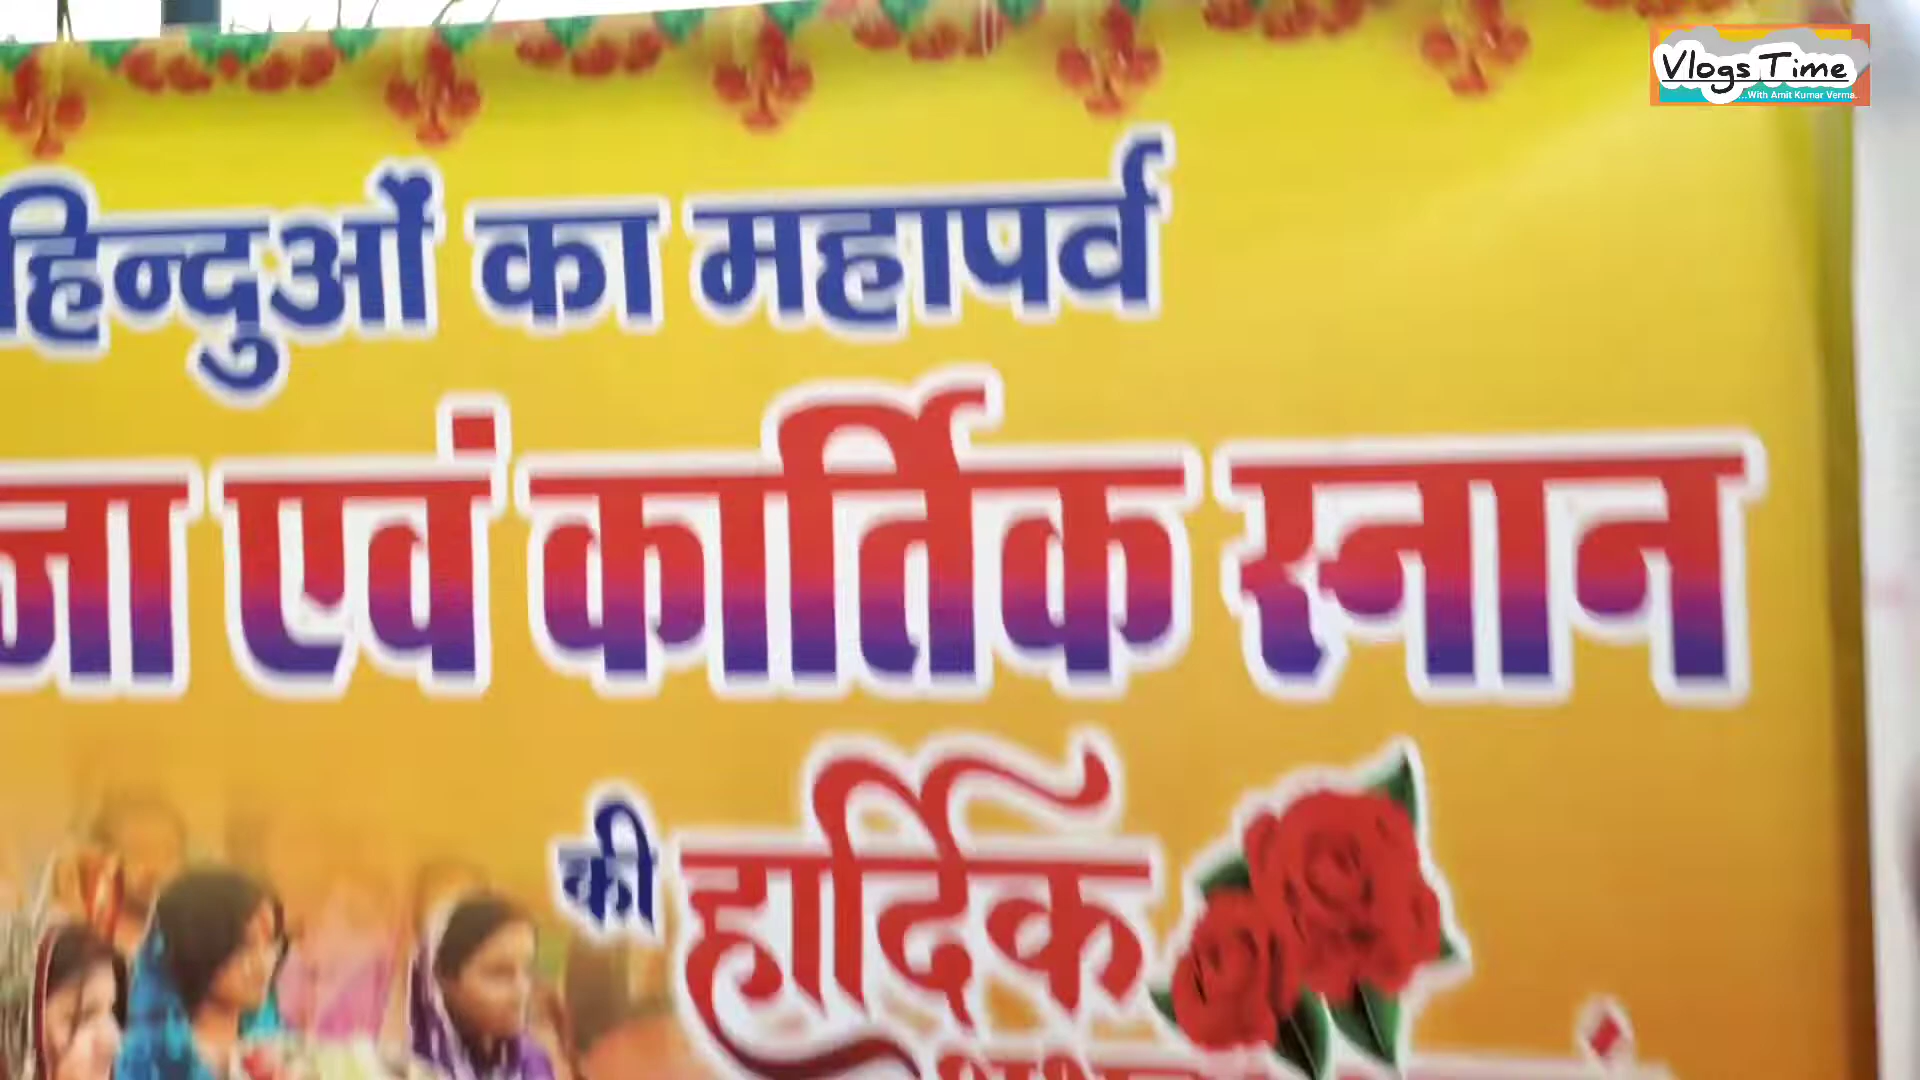 Vlogs Time
...With Amit Kumar Verma.
हिन्दुओं का महापर्व
एवं कार्तिक स्नान
की हार्दिक